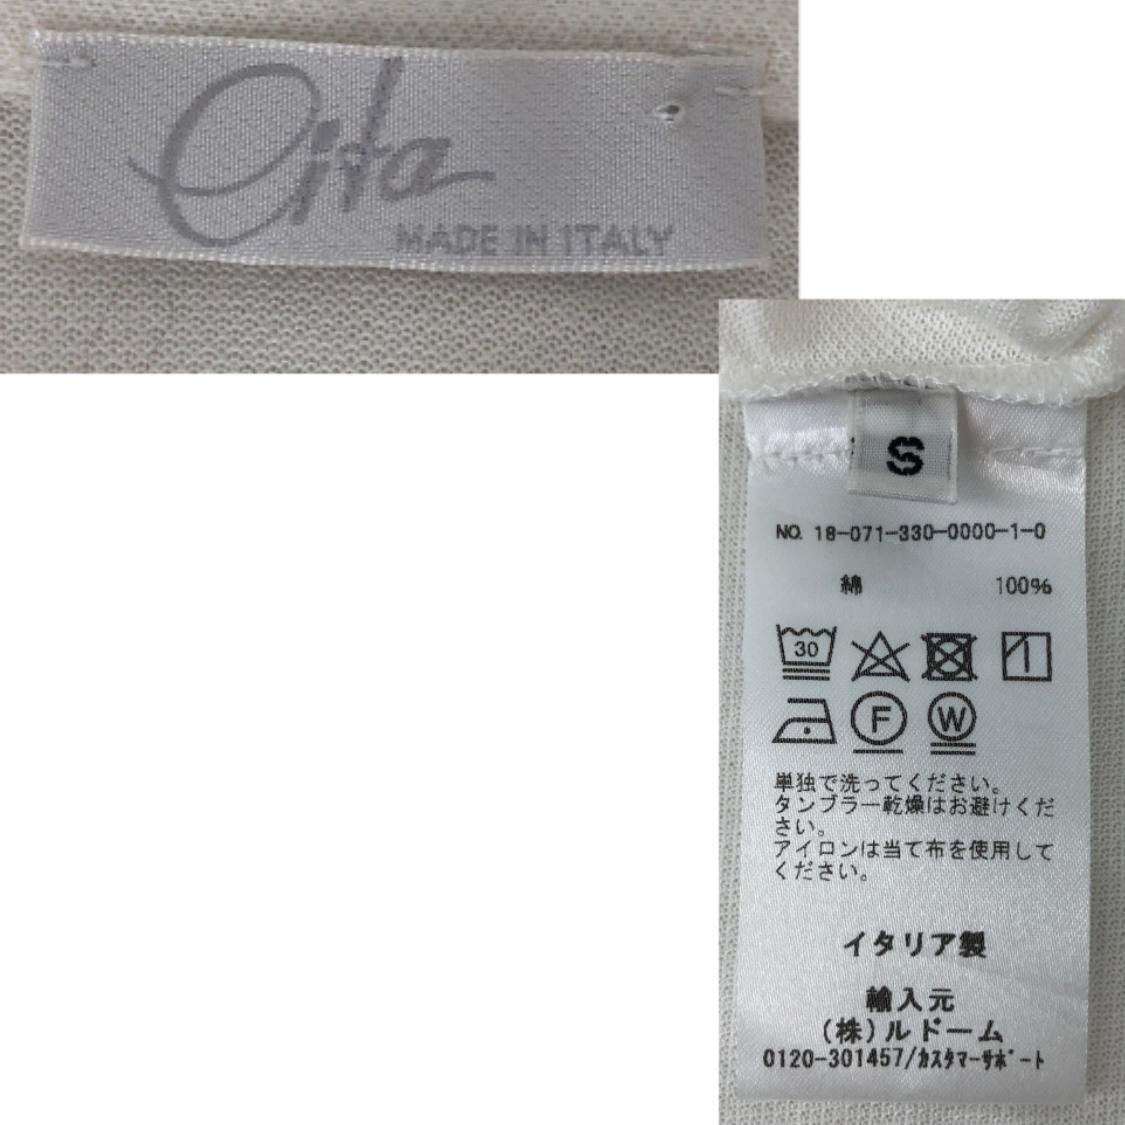 Cita
MADE IN ITALY
S
NO. 18-071-330-0000-1-0
綿 100%
30
F W
単独で洗ってください。
タンブラー乾燥はお避けくだ
さい。
アイロンは当て布を使用して
ください。
イタリア製
輸入元
(株)ルドーム
0120-301457/ｶｽﾀﾏｰｻﾎﾟｰﾄ